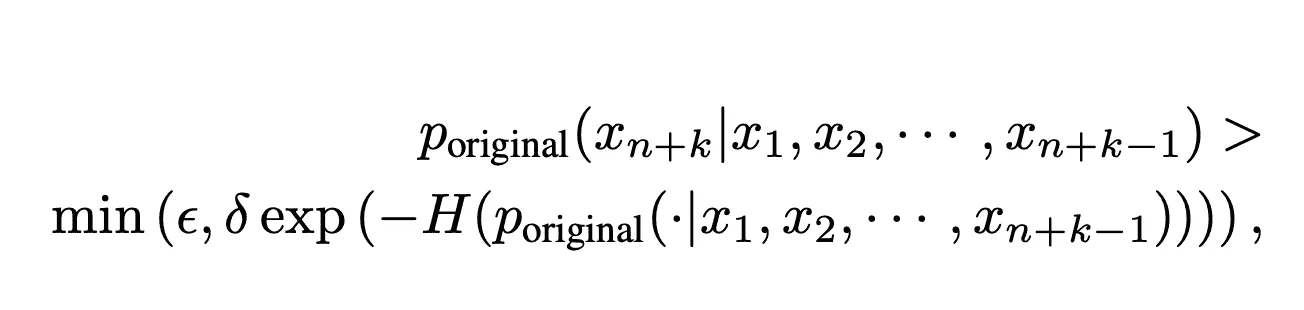 p_original(x_{n+k}|x_1, x_2, ⋯ , x_{n+k−1}) >
min (ϵ, δ exp (−H(p_original(·|x_1, x_2, ⋯ , x_{n+k−1})))) ,